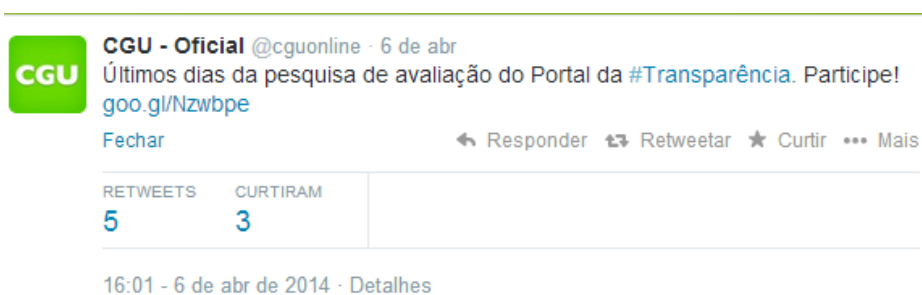 CGU
CGU - Oficial @cguonline · 6 de abr
Últimos dias da pesquisa de avaliação do Portal da #Transparência. Participe!
goo.gl/Nzwbpe
Fechar Responder Retweetar Curtir Mais
RETWEETS CURTIRAM
5 3
16:01 - 6 de abr de 2014 · Detalhes